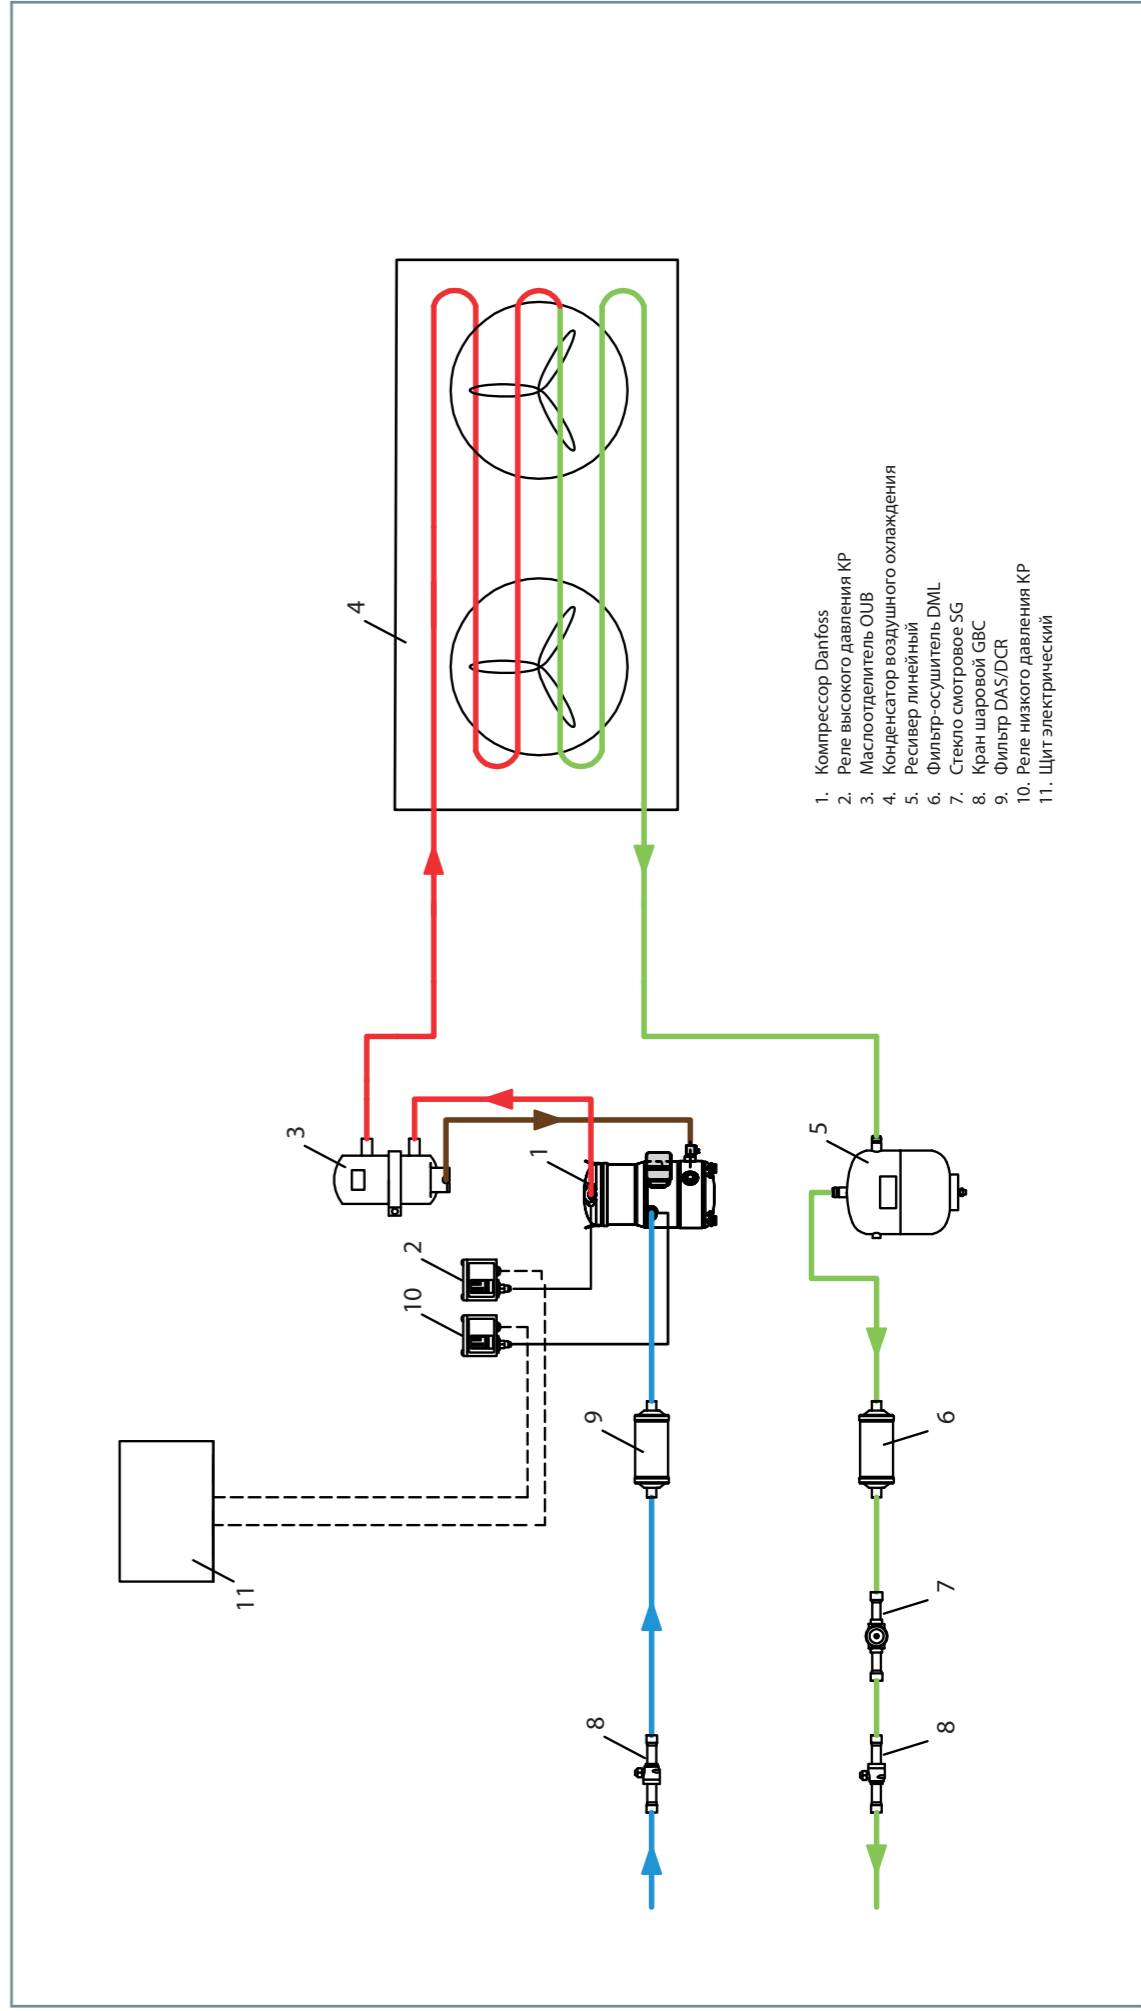 11
10
2
3
4
8
9
1
8
7
6
5
1. Компрессор Danfoss
2. Реле высокого давления КР
3. Маслоотделитель OUB
4. Конденсатор воздушного охлаждения
5. Ресивер линейный
6. Фильтр-осушитель DML
7. Стекло смотровое SG
8. Кран шаровой GBC
9. Фильтр DAS/DCR
10. Реле низкого давления КР
11. Щит электрический